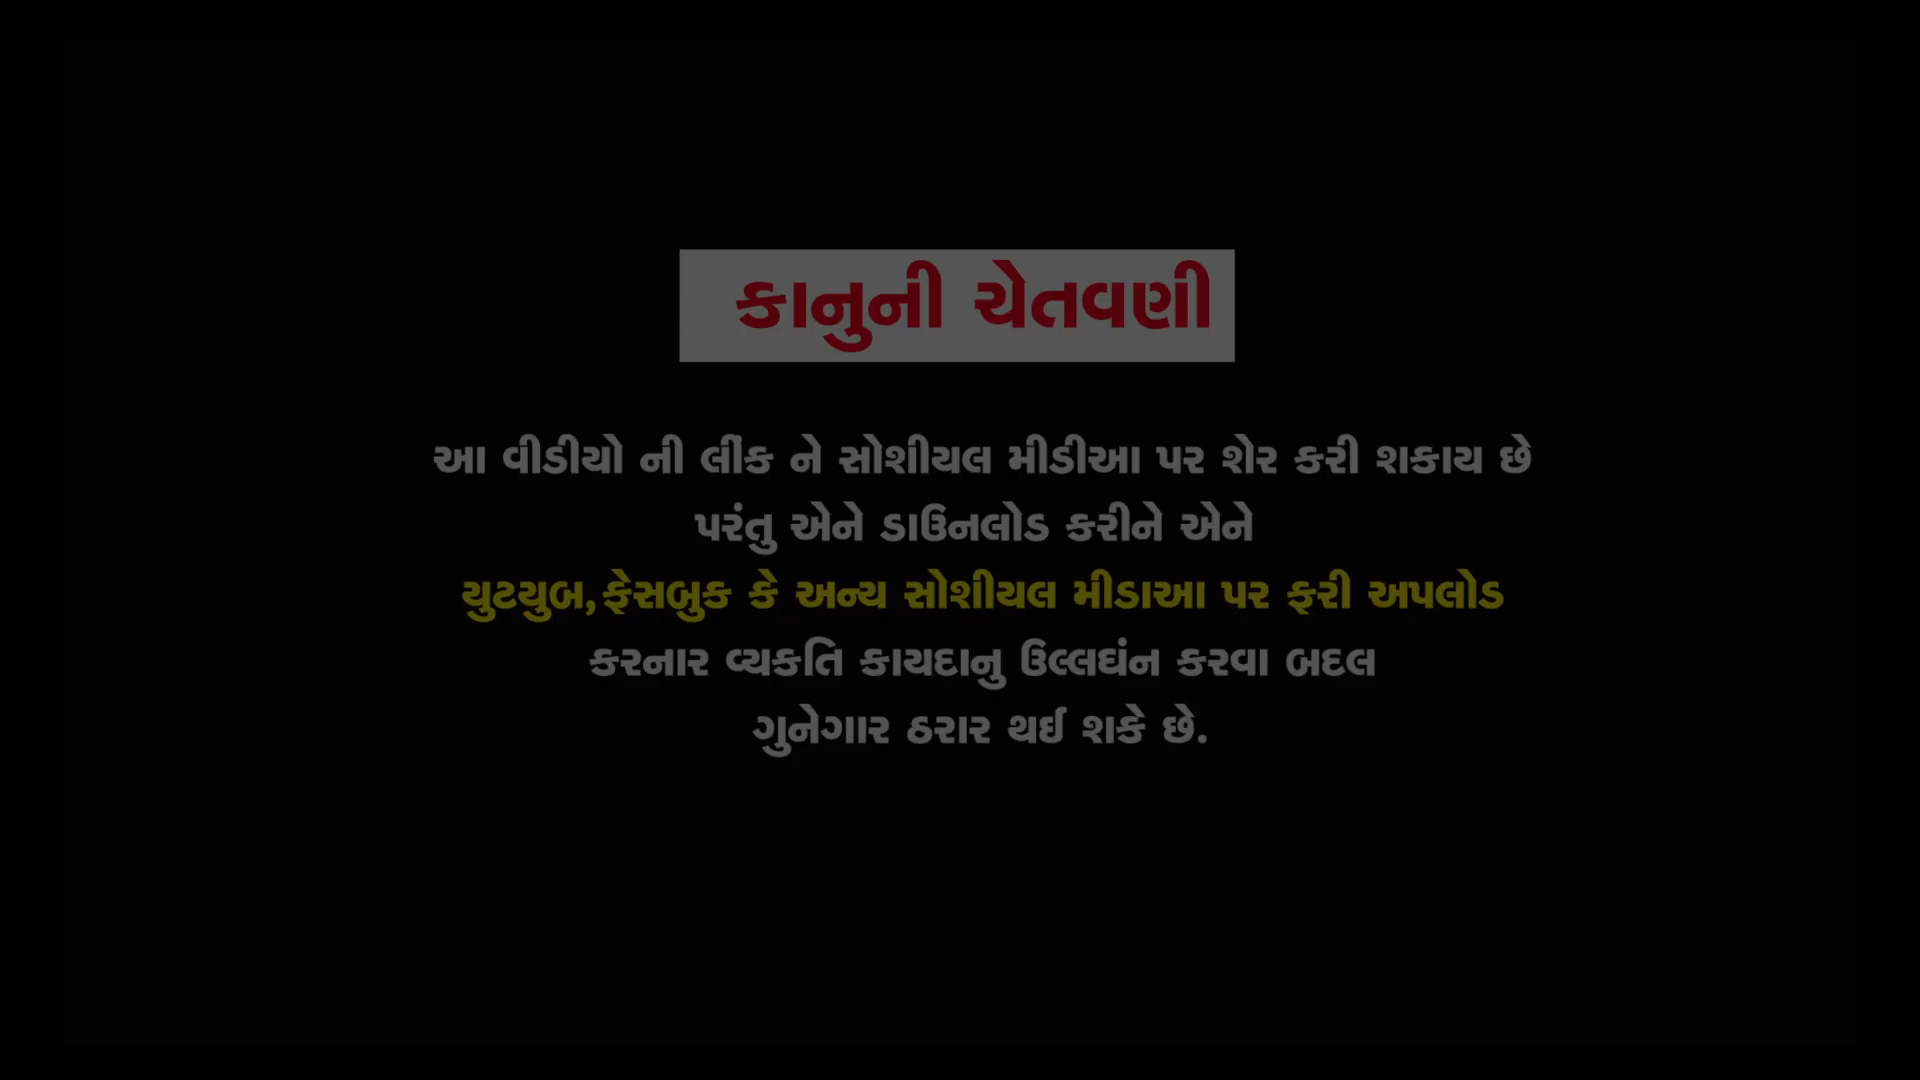 કાનુની ચેતવણી
આ વીડીયો ની લીંક ને સોશીયલ મીડીઆ પર શેર કરી શકાય છે
પરંતુ એને ડાઉનલોડ કરીને એને
યુટયુબ,ફેસબુક કે અન્ય સોશીયલ મીડાઆ પર ફરી અપલોડ
કરનાર વ્યકતિ કાયદાનુ ઉલ્લઘંન કરવા બદલ
ગુનેગાર ઠરાર થઈ શકે છે.